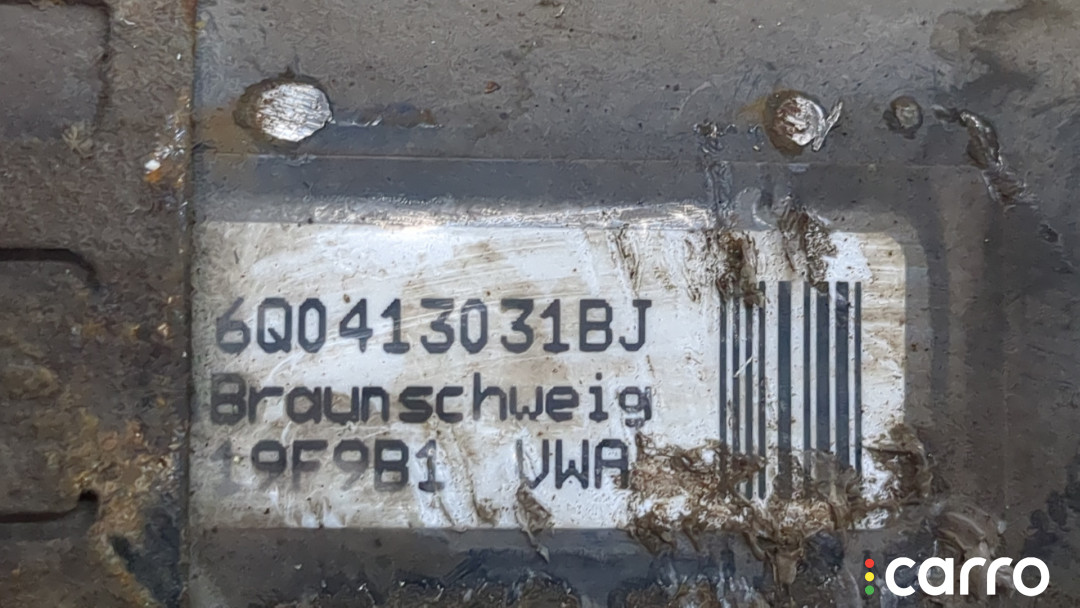 6Q0413031BJ
Braunschweig
19F9B1 VWA
carro